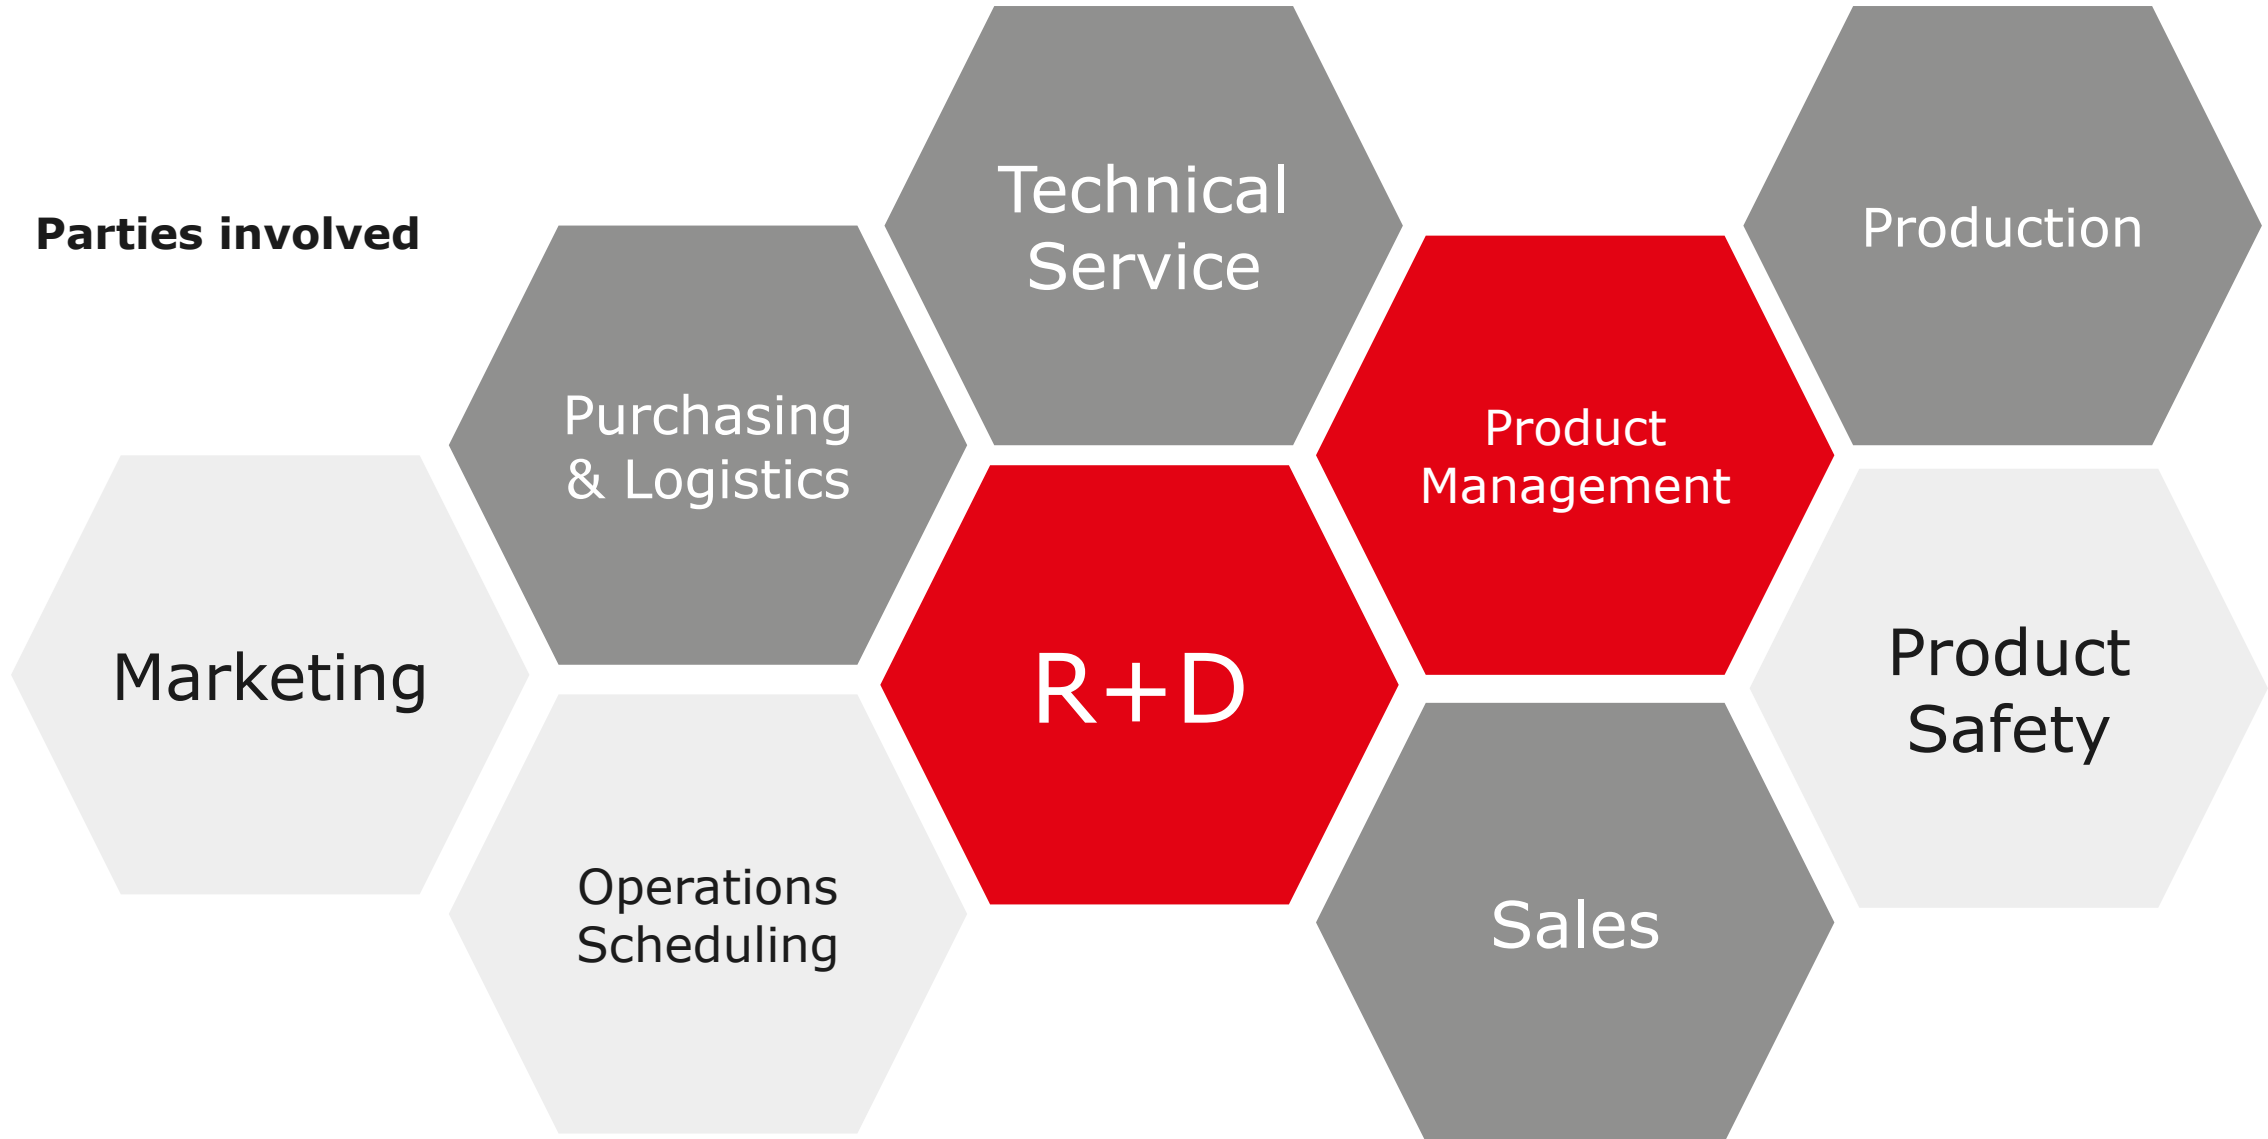 Parties involved
Technical
Service
Production
Purchasing
& Logistics
Product
Management
Marketing
R+D
Product
Safety
Operations
Scheduling
Sales